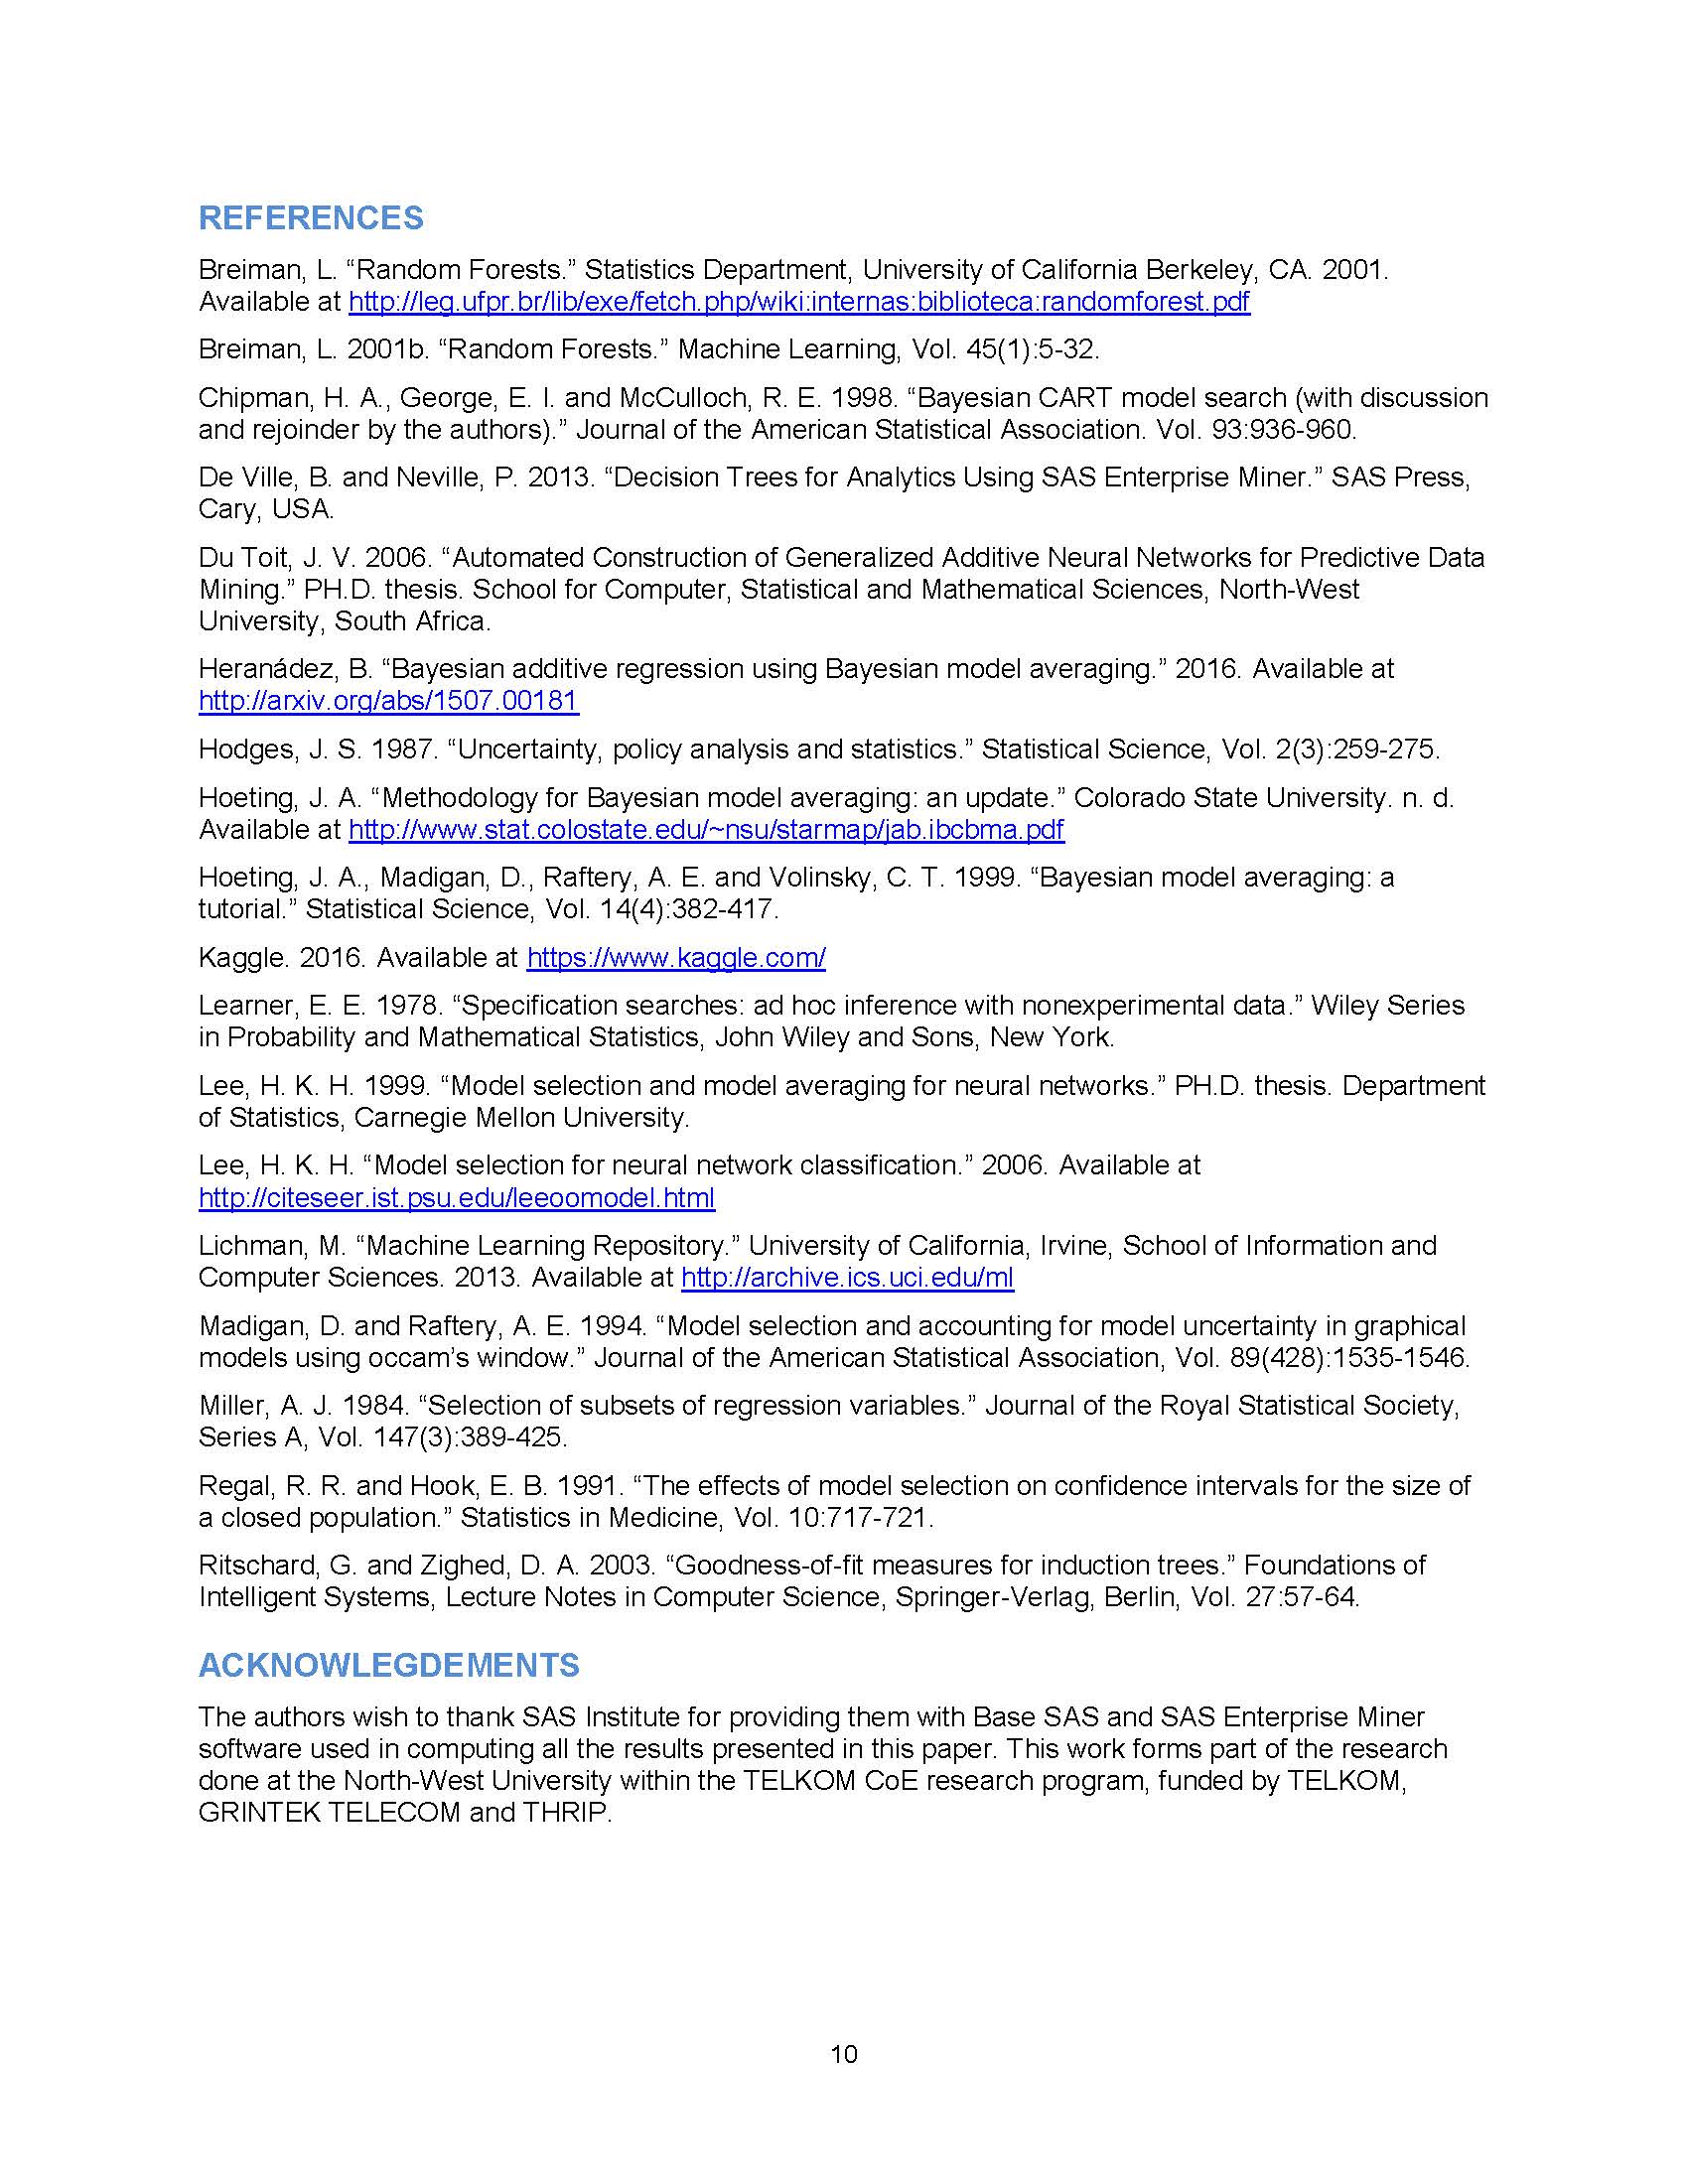 REFERENCES
Breiman, L. “Random Forests.” Statistics Department, University of California Berkeley, CA. 2001.
Available at http://leg.ufpr.br/lib/exe/fetch.php/wiki:internas:biblioteca:randomforest.pdf
Breiman, L. 2001b. “Random Forests.” Machine Learning, Vol. 45(1):5-32.
Chipman, H. A., George, E. I. and McCulloch, R. E. 1998. “Bayesian CART model search (with discussion
and rejoinder by the authors).” Journal of the American Statistical Association. Vol. 93:936-960.
De Ville, B. and Neville, P. 2013. “Decision Trees for Analytics Using SAS Enterprise Miner.” SAS Press,
Cary, USA.
Du Toit, J. V. 2006. “Automated Construction of Generalized Additive Neural Networks for Predictive Data
Mining.” PH.D. thesis. School for Computer, Statistical and Mathematical Sciences, North-West
University, South Africa.
Heranádez, B. “Bayesian additive regression using Bayesian model averaging.” 2016. Available at
http://arxiv.org/abs/1507.00181
Hodges, J. S. 1987. “Uncertainty, policy analysis and statistics.” Statistical Science, Vol. 2(3):259-275.
Hoeting, J. A. “Methodology for Bayesian model averaging: an update.” Colorado State University. n. d.
Available at http://www.stat.colostate.edu/~nsu/starmap/jab.ibcbma.pdf
Hoeting, J. A., Madigan, D., Raftery, A. E. and Volinsky, C. T. 1999. “Bayesian model averaging: a
tutorial.” Statistical Science, Vol. 14(4):382-417.
Kaggle. 2016. Available at https://www.kaggle.com/
Learner, E. E. 1978. “Specification searches: ad hoc inference with nonexperimental data.” Wiley Series
in Probability and Mathematical Statistics, John Wiley and Sons, New York.
Lee, H. K. H. 1999. “Model selection and model averaging for neural networks.” PH.D. thesis. Department
of Statistics, Carnegie Mellon University.
Lee, H. K. H. “Model selection for neural network classification.” 2006. Available at
http://citeseer.ist.psu.edu/leeoomodel.html
Lichman, M. “Machine Learning Repository.” University of California, Irvine, School of Information and
Computer Sciences. 2013. Available at http://archive.ics.uci.edu/ml
Madigan, D. and Raftery, A. E. 1994. “Model selection and accounting for model uncertainty in graphical
models using occam’s window.” Journal of the American Statistical Association, Vol. 89(428):1535-1546.
Miller, A. J. 1984. “Selection of subsets of regression variables.” Journal of the Royal Statistical Society,
Series A, Vol. 147(3):389-425.
Regal, R. R. and Hook, E. B. 1991. “The effects of model selection on confidence intervals for the size of
a closed population.” Statistics in Medicine, Vol. 10:717-721.
Ritschard, G. and Zighed, D. A. 2003. “Goodness-of-fit measures for induction trees.” Foundations of
Intelligent Systems, Lecture Notes in Computer Science, Springer-Verlag, Berlin, Vol. 27:57-64.
ACKNOWLEGDEMENTS
The authors wish to thank SAS Institute for providing them with Base SAS and SAS Enterprise Miner
software used in computing all the results presented in this paper. This work forms part of the research
done at the North-West University within the TELKOM CoE research program, funded by TELKOM,
GRINTEK TELECOM and THRIP.
10